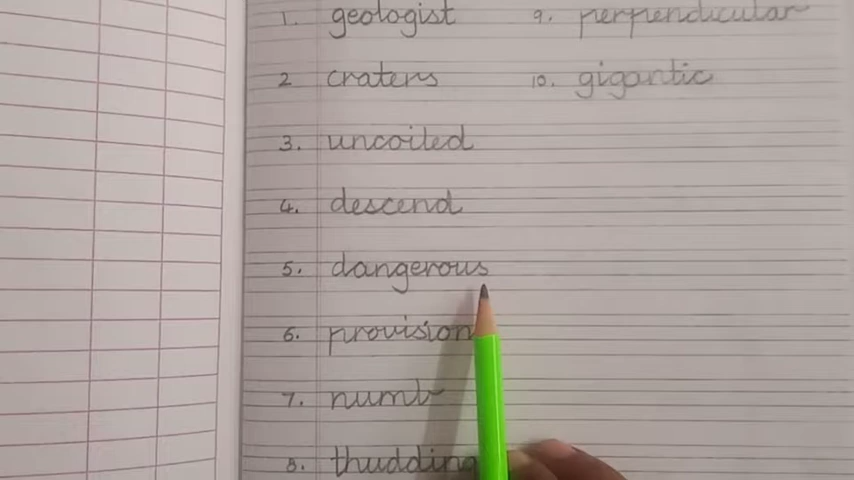 1. geologist
2 craters
3. uncoiled
4. descend
5. dangerous
6. provision
7. numb
8. thudding
9. perpendicular
10. gigantic